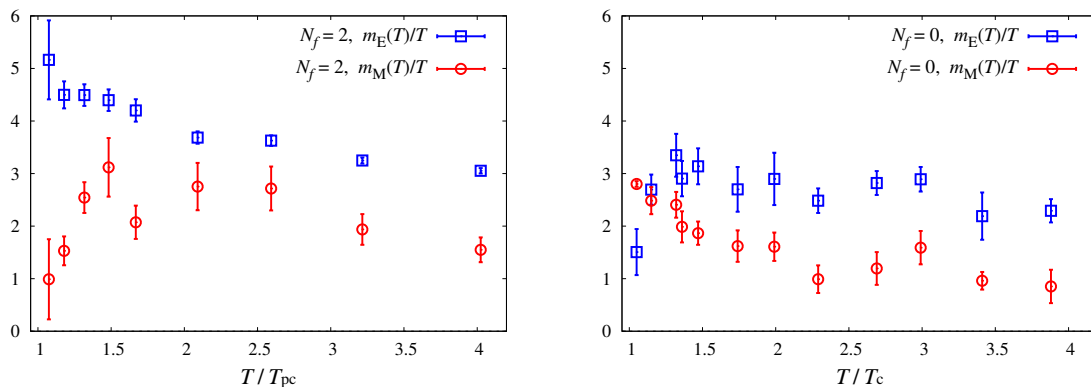 N_f = 2, m_E(T)/T
N_f = 2, m_M(T)/T
6
5
4
3
2
1
0
1 1.5 2 2.5 3 3.5 4
T / T_pc
N_f = 0, m_E(T)/T
N_f = 0, m_M(T)/T
6
5
4
3
2
1
0
1 1.5 2 2.5 3 3.5 4
T / T_c